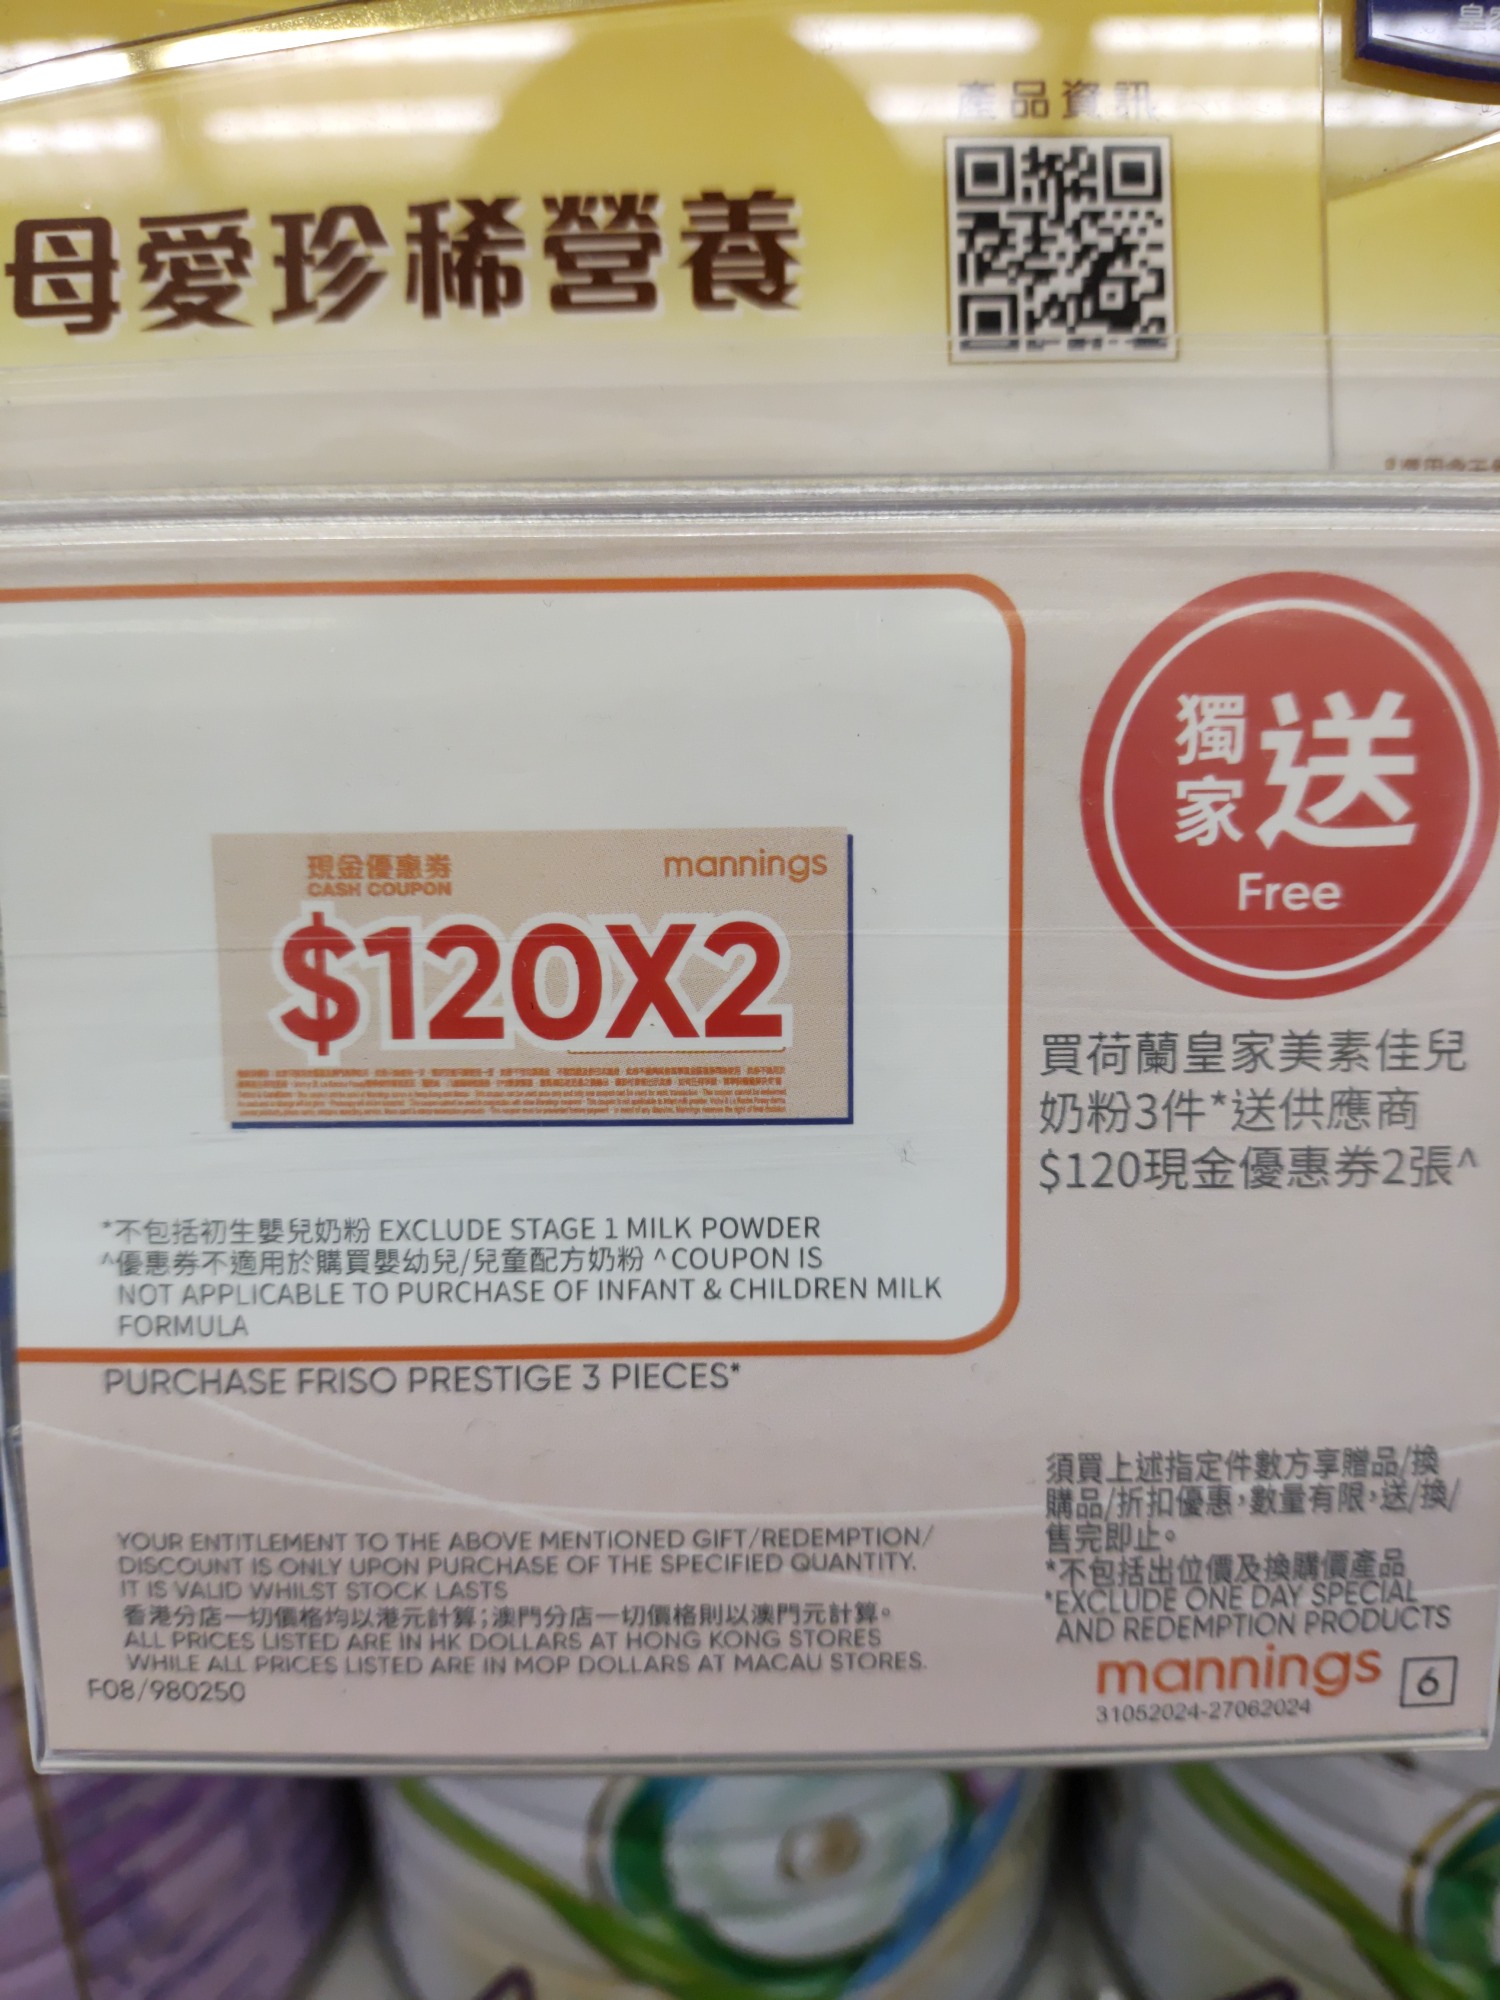 產品資訊
母愛珍稀營養
現金優惠券
CASH COUPON
mannings
$120X2
獨家
送
Free
買荷蘭皇家美素佳兒
奶粉3件*送供應商
$120現金優惠券2張^
*不包括初生嬰兒奶粉 EXCLUDE STAGE 1 MILK POWDER
^優惠券不適用於購買嬰幼兒/兒童配方奶粉 ^COUPON IS
NOT APPLICABLE TO PURCHASE OF INFANT & CHILDREN MILK
FORMULA
PURCHASE FRISO PRESTIGE 3 PIECES*
YOUR ENTITLEMENT TO THE ABOVE MENTIONED GIFT/REDEMPTION/
DISCOUNT IS ONLY UPON PURCHASE OF THE SPECIFIED QUANTITY.
IT IS VALID WHILST STOCK LASTS
香港分店一切價格均以港元計算;澳門分店一切價格則以澳門元計算。
ALL PRICES LISTED ARE IN HK DOLLARS AT HONG KONG STORES
WHILE ALL PRICES LISTED ARE IN MOP DOLLARS AT MACAU STORES.
F08/980250
須買上述指定件數方享贈品/換
購品/折扣優惠,數量有限,送/換/
售完即止。
*不包括出位價及換購價產品
*EXCLUDE ONE DAY SPECIAL
AND REDEMPTION PRODUCTS
mannings
6
31052024-27062024